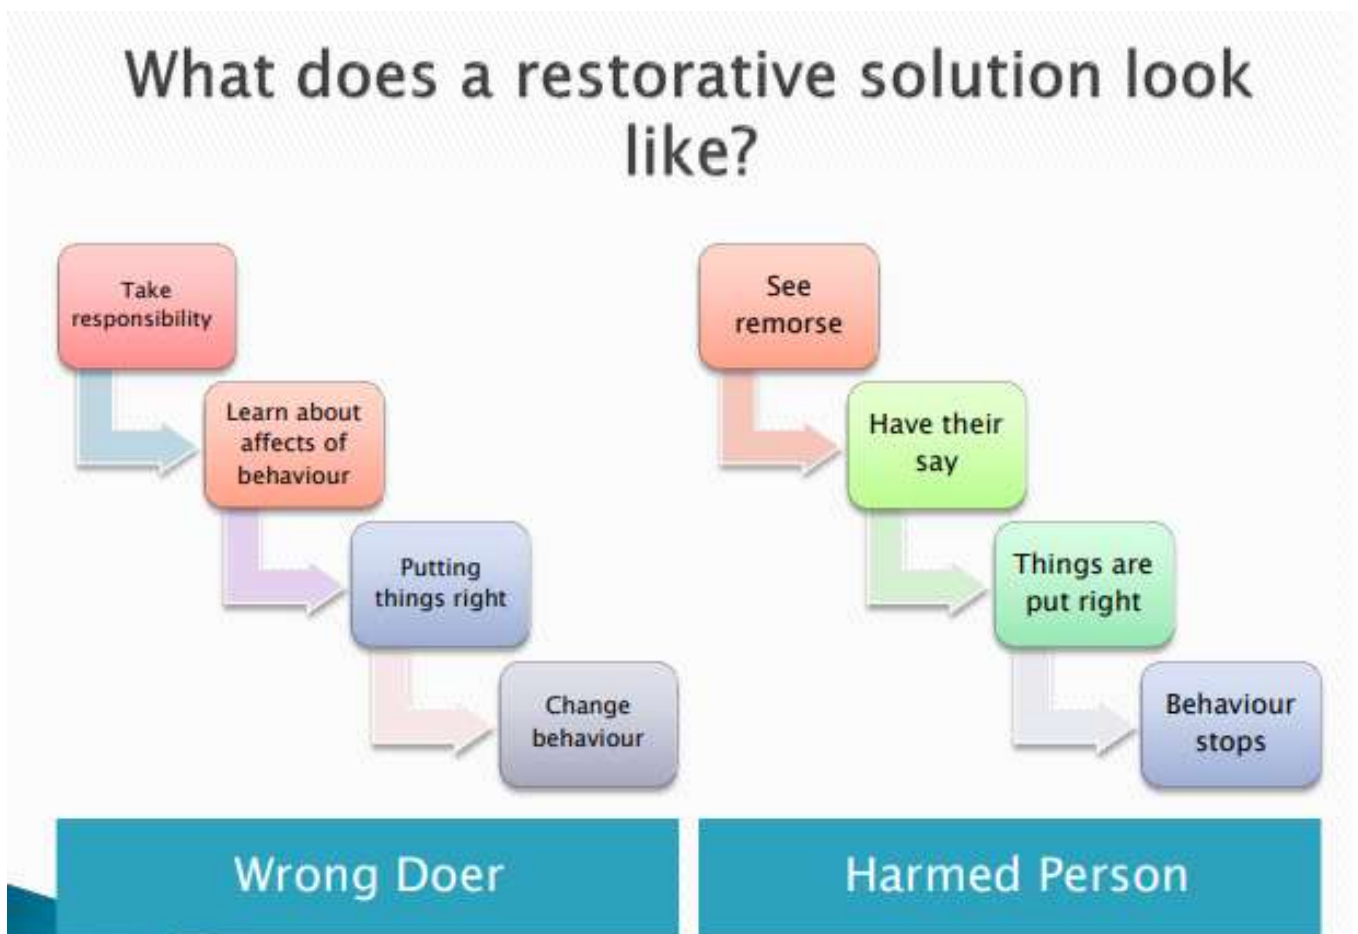 What does a restorative solution look
like?
Take
responsibility
Learn about
affects of
behaviour
Putting
things right
Change
behaviour
Wrong Doer
See
remorse
Have their
say
Things are
put right
Behaviour
stops
Harmed Person